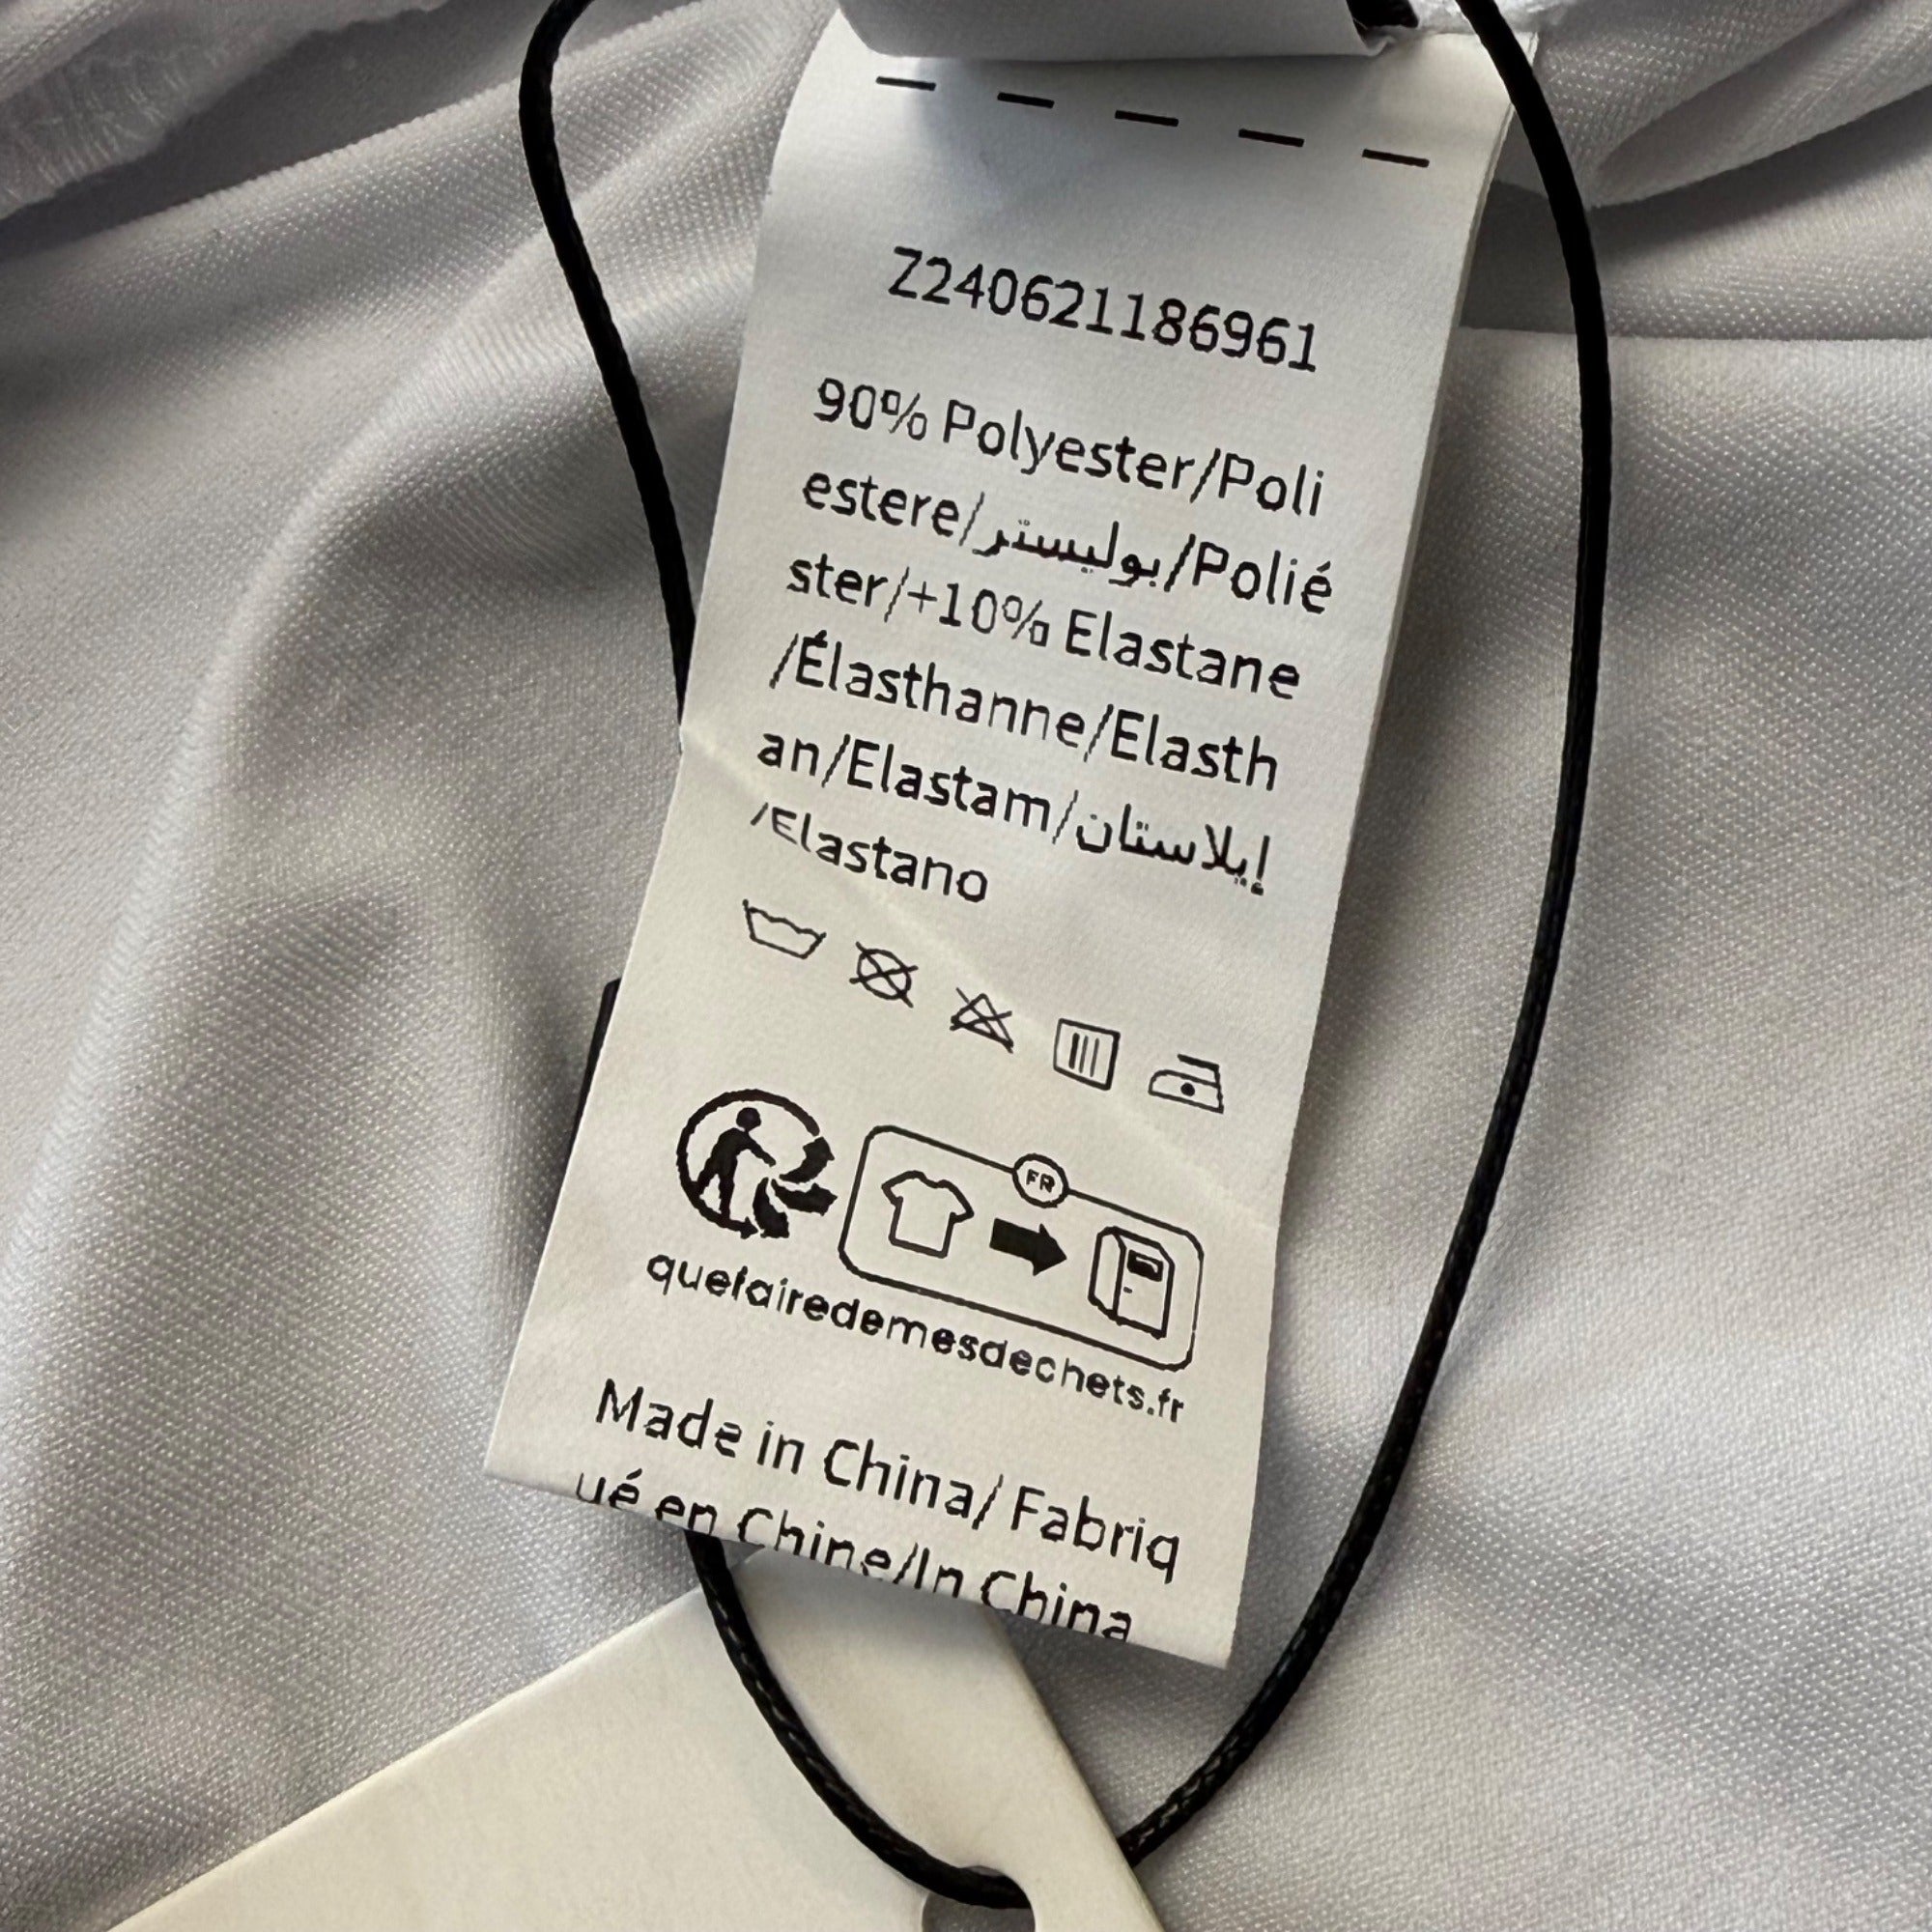 Z240621186961
90% Polyester/Poli
estere/بوليستر/Polié
ster/+10% Elastane
/Élasthanne/Elasth
an/Elastam/إيلاستان
/Elastano
FR
quefairedemesdechets.fr
Made in China/ Fabriq
ué en Chine/In China